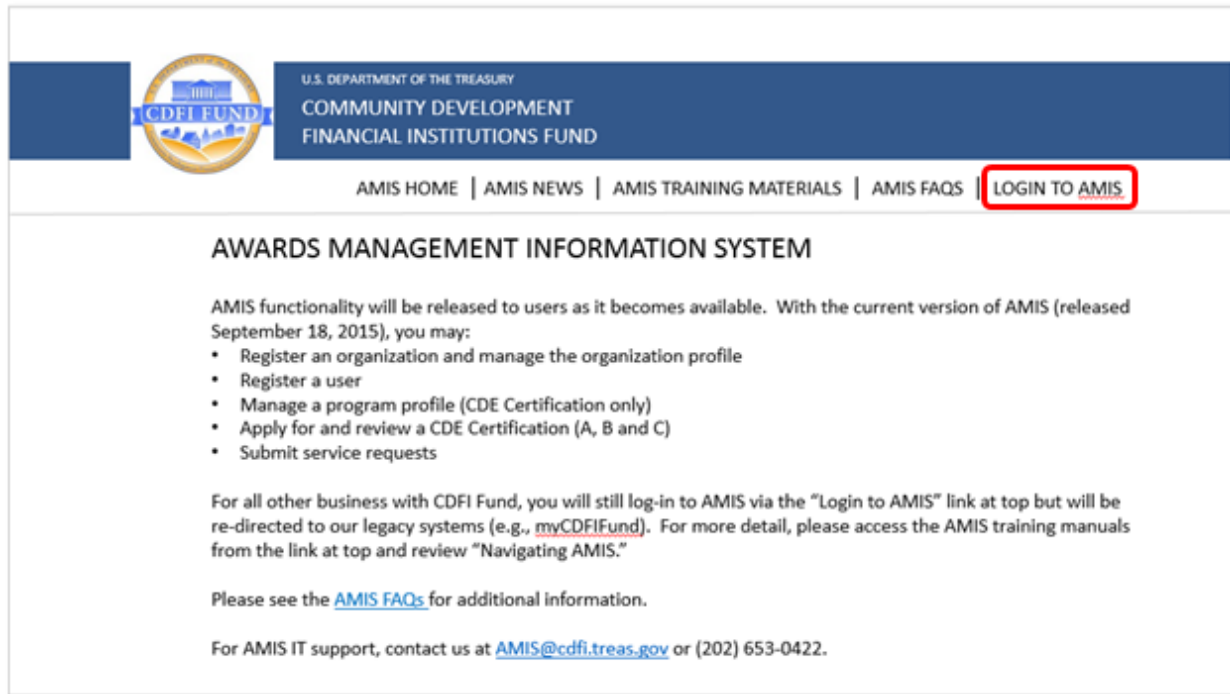 U.S. DEPARTMENT OF THE TREASURY
COMMUNITY DEVELOPMENT
FINANCIAL INSTITUTIONS FUND
CDFI FUND
AMIS HOME | AMIS NEWS | AMIS TRAINING MATERIALS | AMIS FAQS | LOGIN TO AMIS
AWARDS MANAGEMENT INFORMATION SYSTEM
AMIS functionality will be released to users as it becomes available. With the current version of AMIS (released
September 18, 2015), you may:
• Register an organization and manage the organization profile
• Register a user
• Manage a program profile (CDE Certification only)
• Apply for and review a CDE Certification (A, B and C)
• Submit service requests
For all other business with CDFI Fund, you will still log-in to AMIS via the “Login to AMIS” link at top but will be
re-directed to our legacy systems (e.g., myCDFIFund). For more detail, please access the AMIS training manuals
from the link at top and review “Navigating AMIS.”
Please see the AMIS FAQs for additional information.
For AMIS IT support, contact us at AMIS@cdfi.treas.gov or (202) 653-0422.